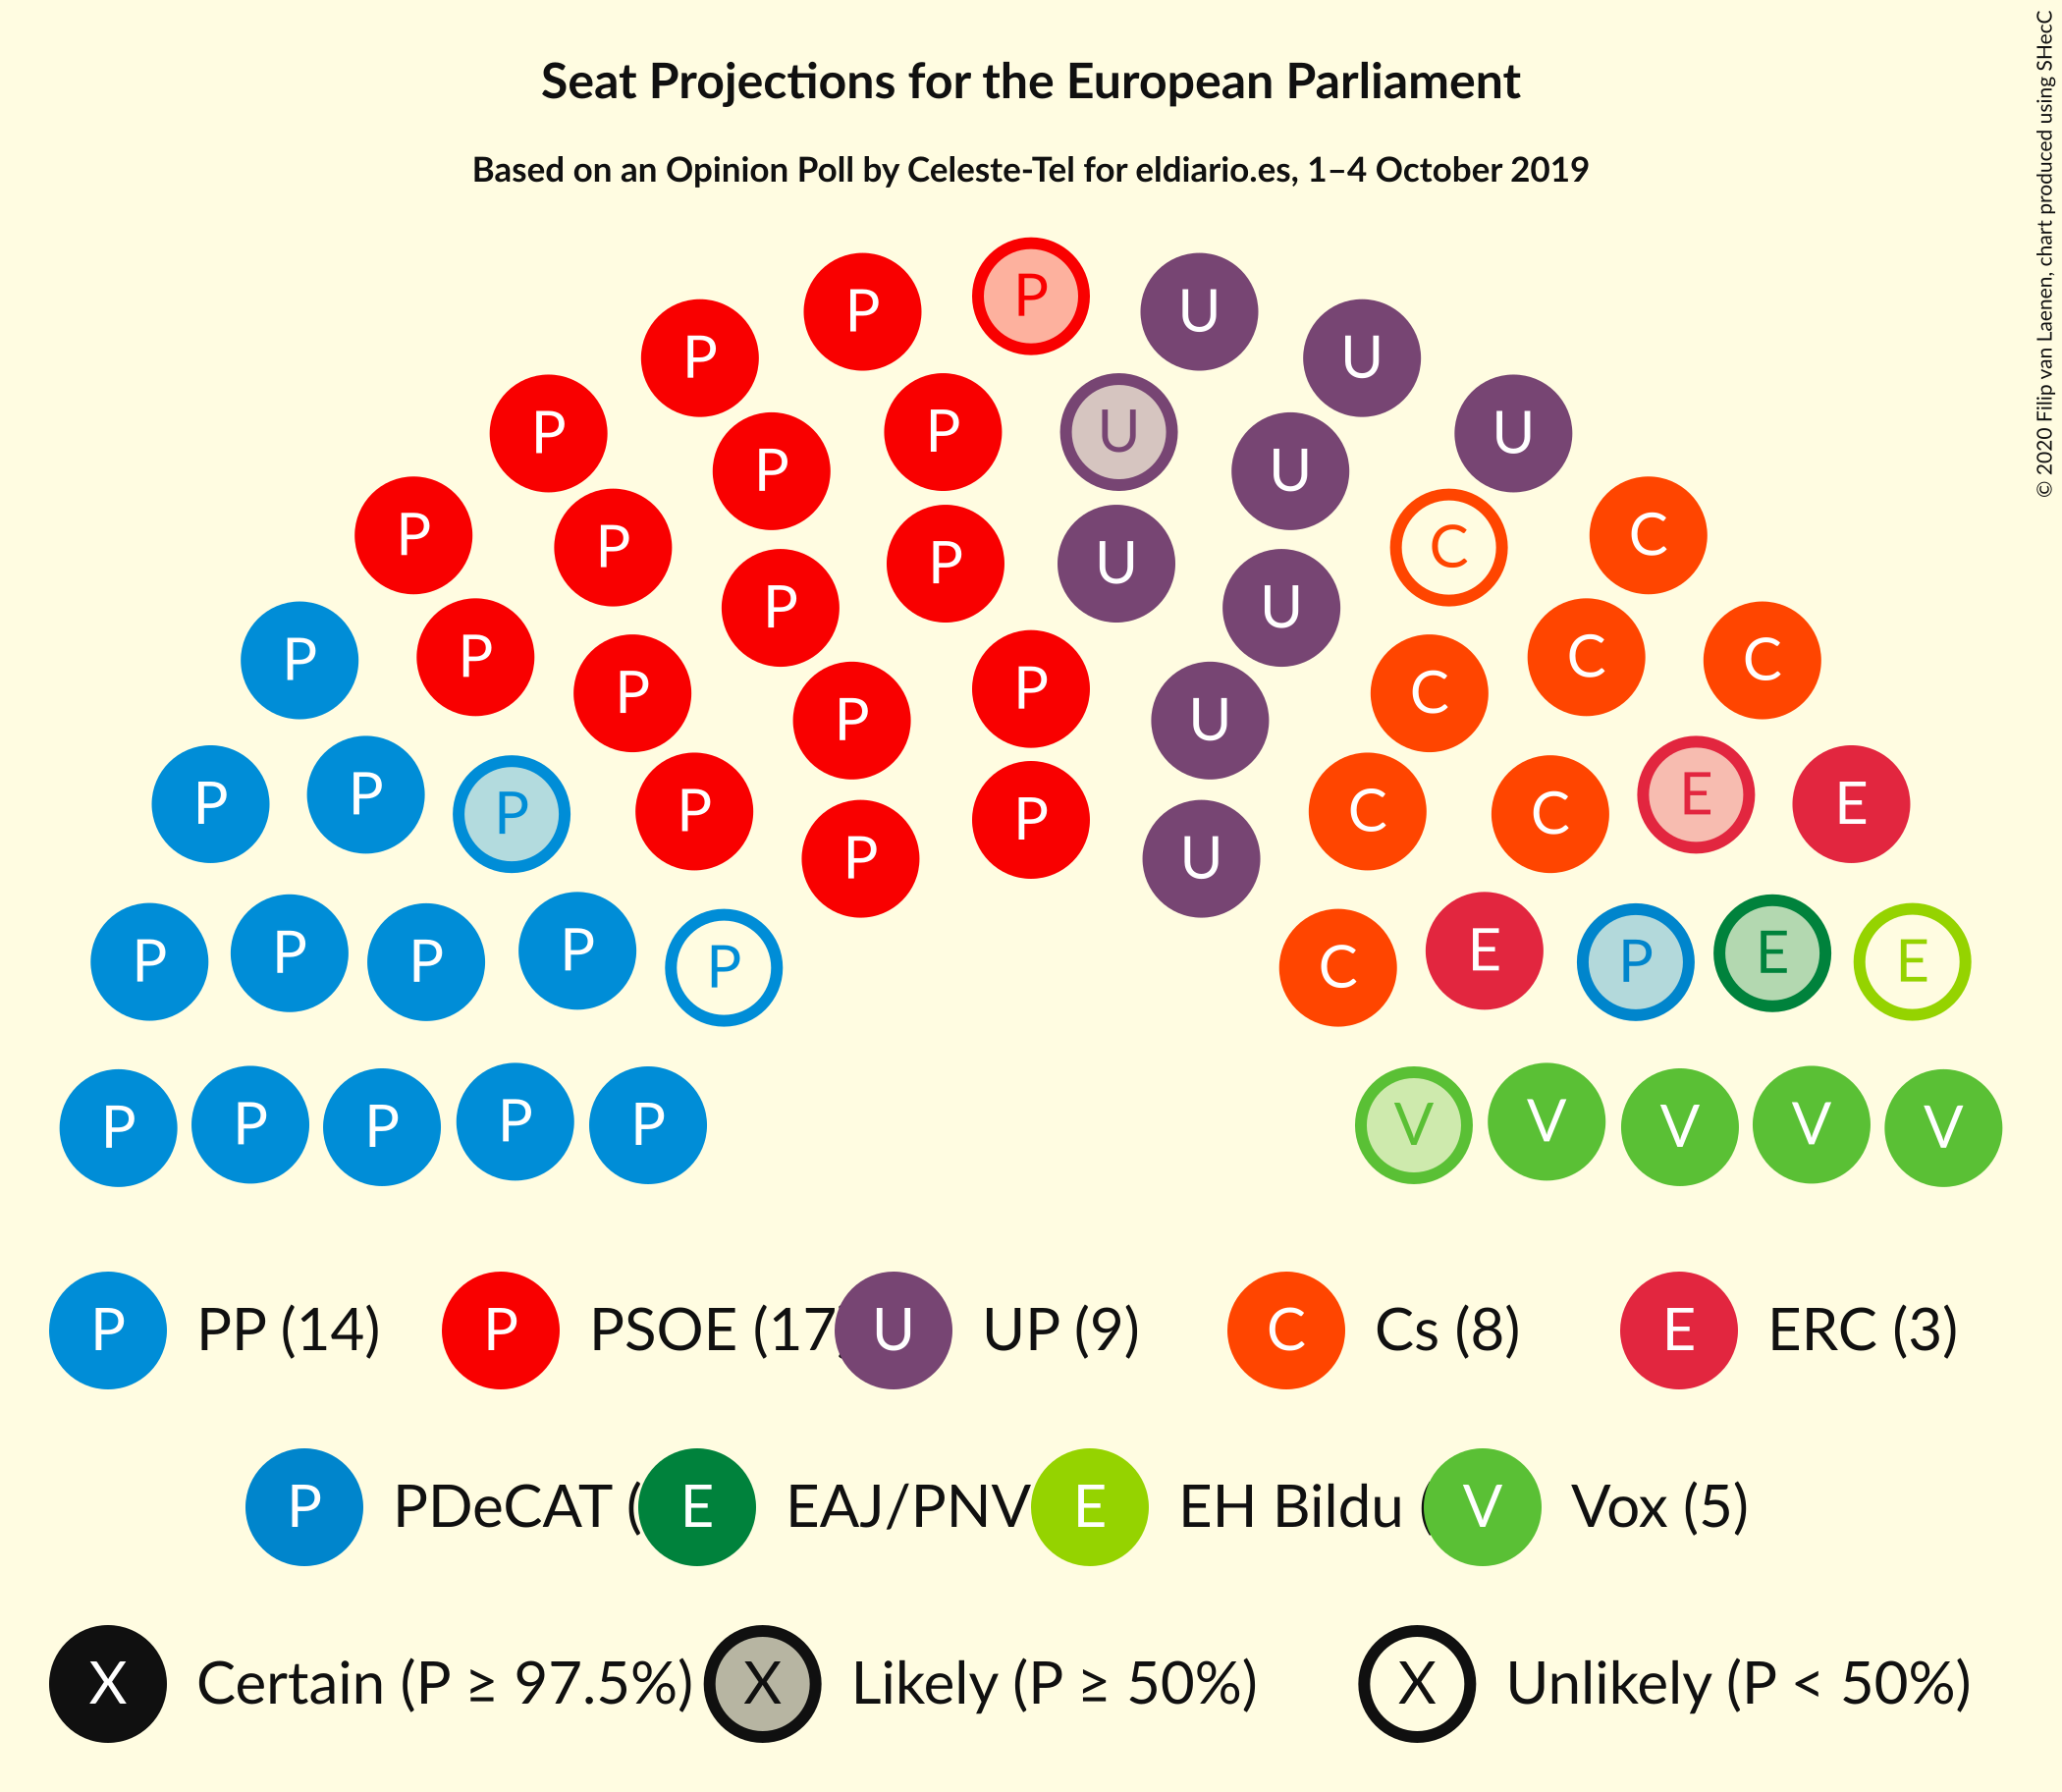 Seat Projections for the European Parliament
Based on an Opinion Poll by Celeste-Tel for eldiario.es, 1–4 October 2019
© 2020 Filip van Laenen, chart produced using SHecC
P P U
P U
P P U U
P U
P P C C
P U
P U
P P C C
P P C
P U
P P P P P C C E E
P U
P P P P P C E P E E
P P P P P V V V V V
P PP (14) P PSOE (17 U UP (9) C Cs (8) E ERC (3)
P PDeCAT ( E EAJ/PNV E EH Bildu ( V Vox (5)
X Certain (P ≥ 97.5%) X Likely (P ≥ 50%) X Unlikely (P < 50%)